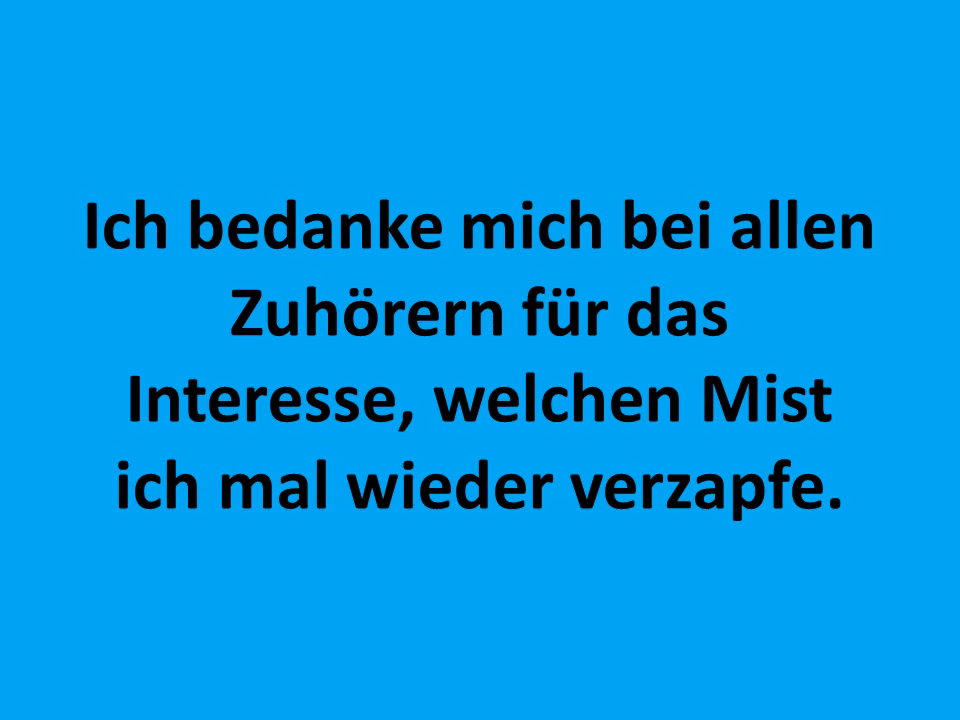 Ich bedanke mich bei allen
Zuhörern für das
Interesse, welchen Mist
ich mal wieder verzapfe.